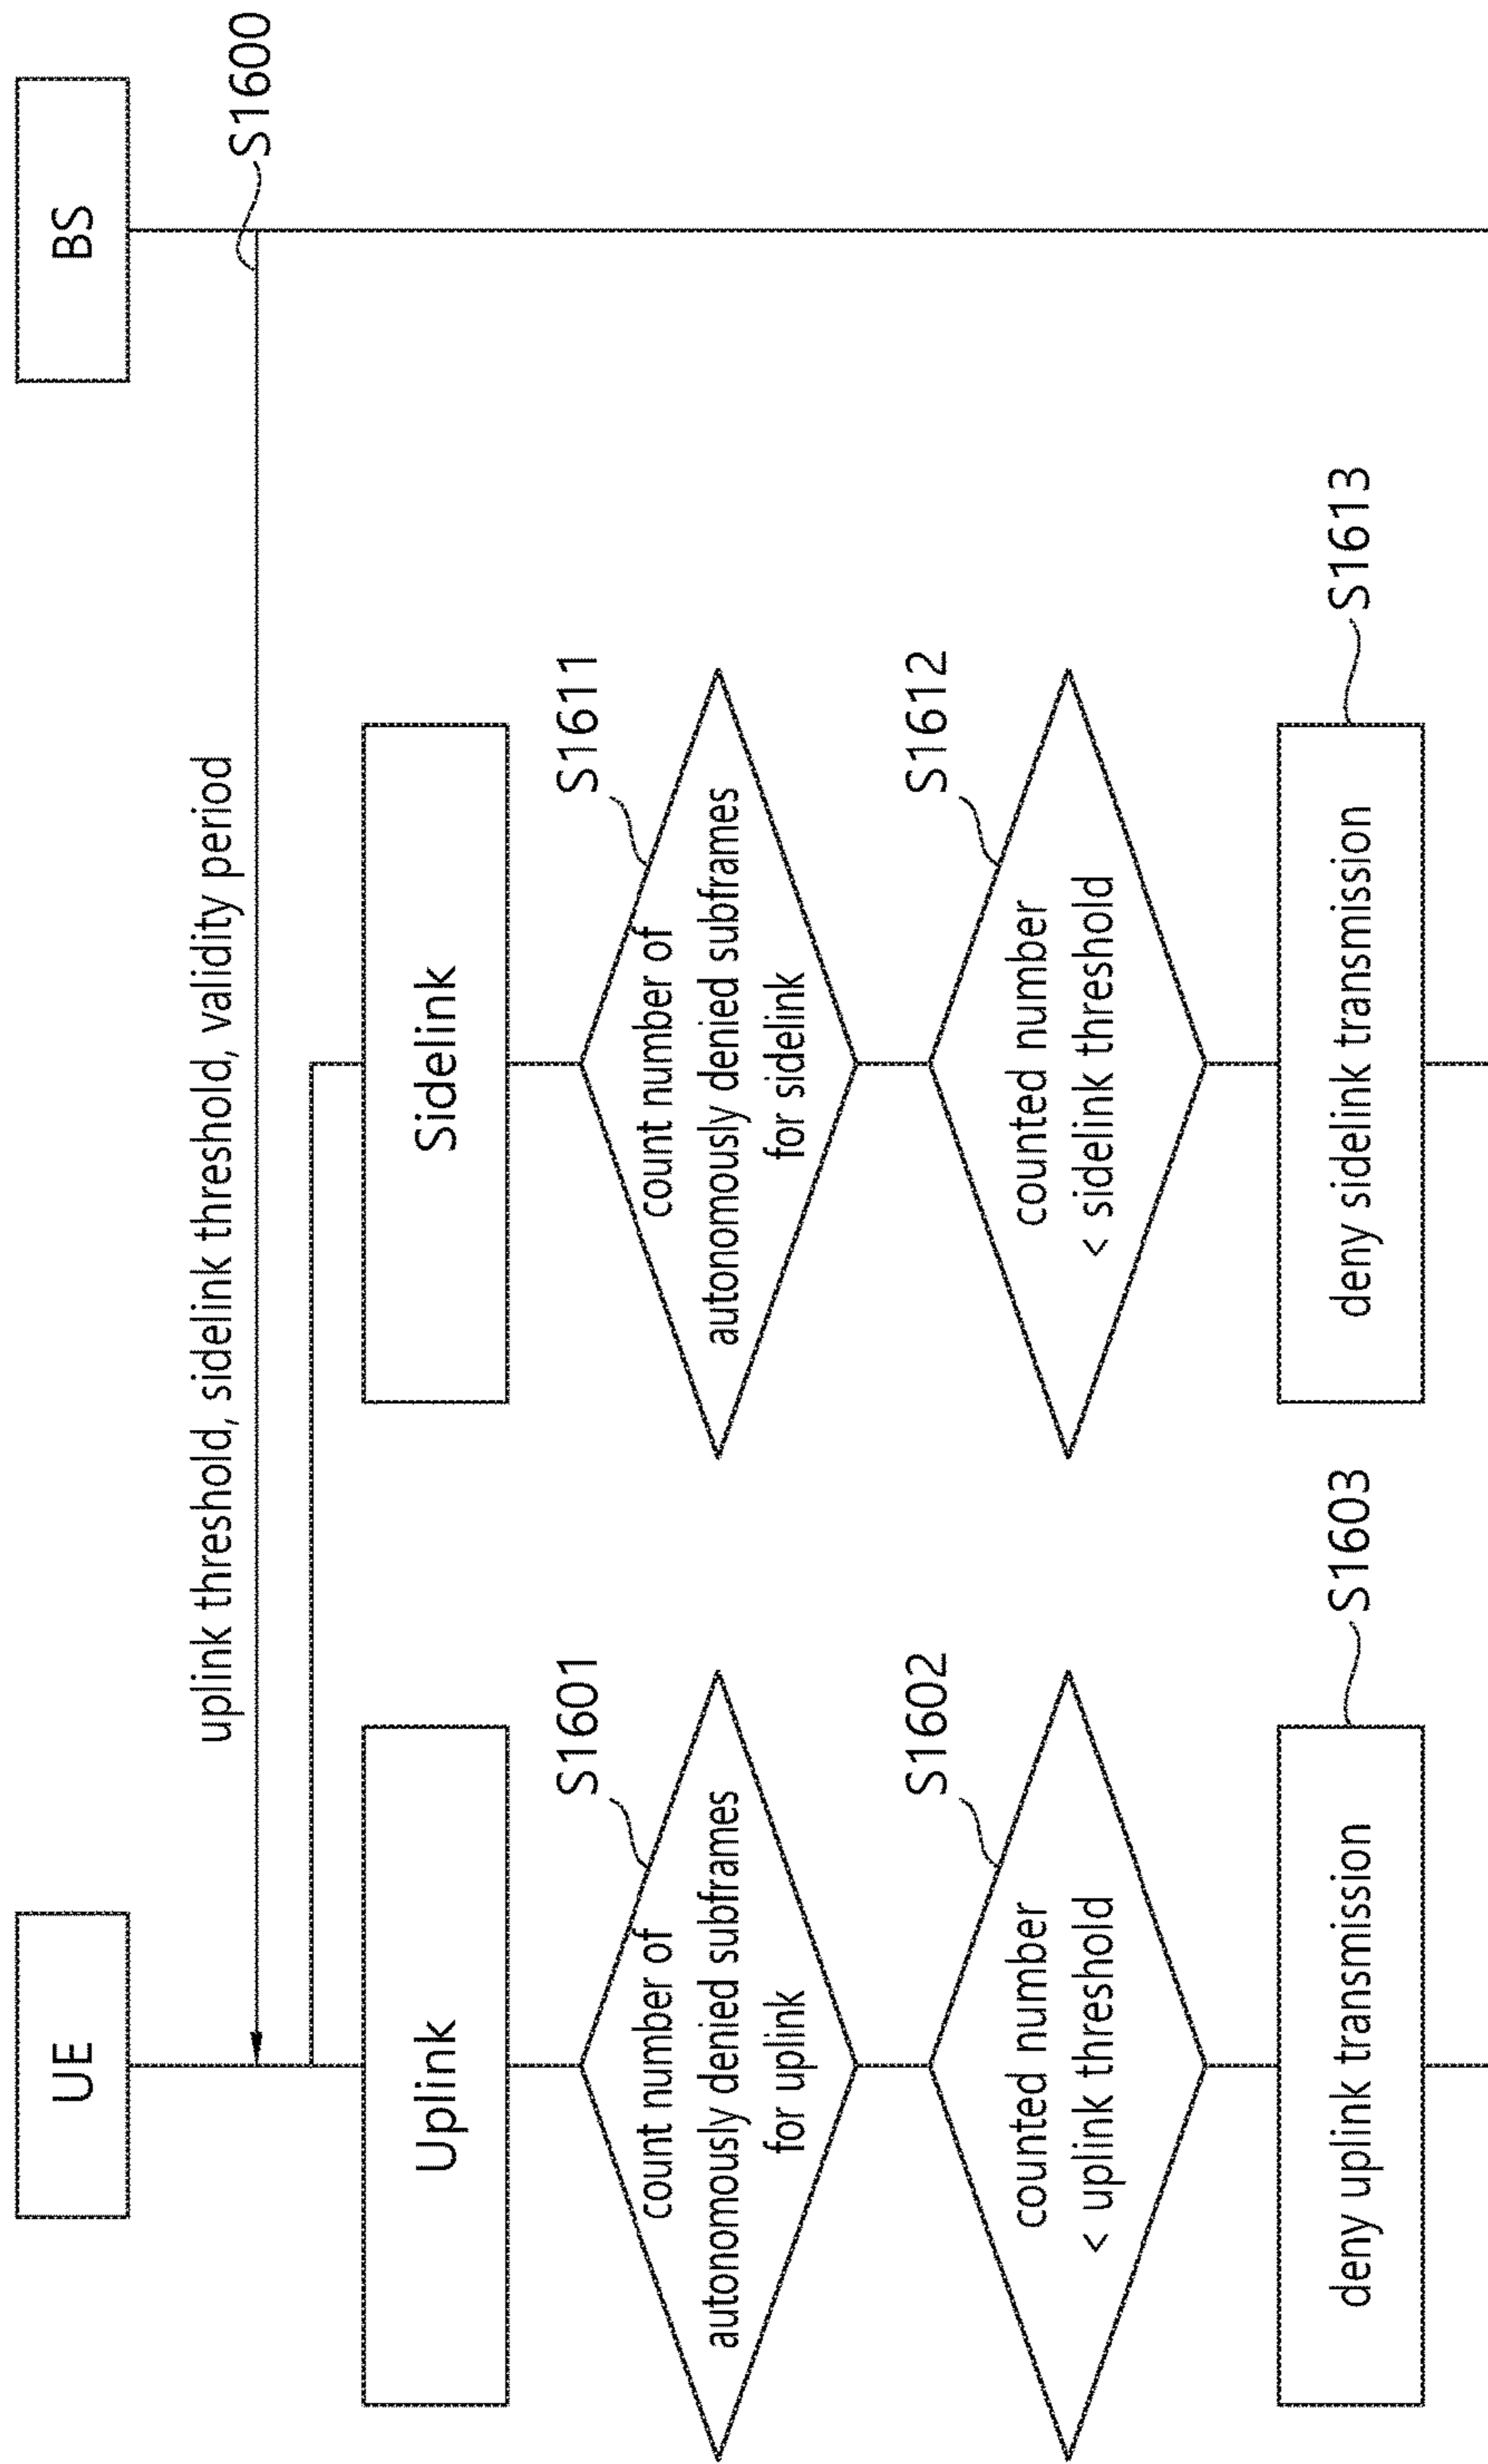 UE
BS
uplink threshold, sidelink threshold, validity period
S1600
Uplink
Sidelink
S1601
count number of
autonomously denied subframes
for uplink
S1611
count number of
autonomously denied subframes
for sidelink
S1602
counted number
< uplink threshold
S1612
counted number
< sidelink threshold
S1603
deny uplink transmission
S1613
deny sidelink transmission